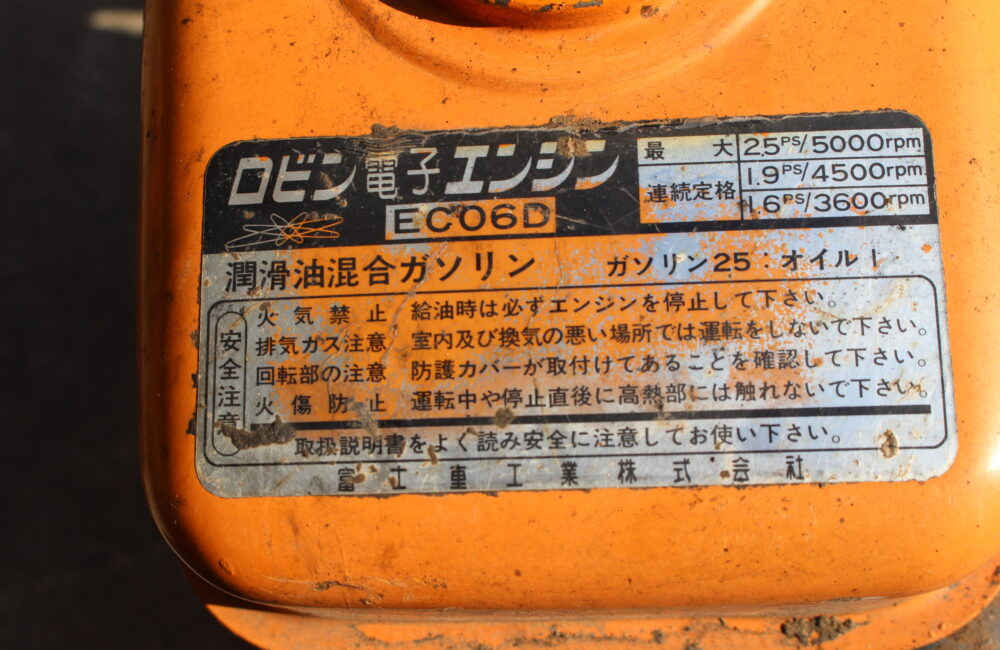 ロビン電子エンジン
EC06D
最大 2.5PS/5000rpm
連続定格 1.9PS/4500rpm
1.6PS/3600rpm
潤滑油混合ガソリン ガソリン25:オイル1
安全注意
火気禁止 給油時は必ずエンジンを停止して下さい。
排気ガス注意 室内及び換気の悪い場所では運転をしないで下さい。
回転部の注意 防護カバーが取付けてあることを確認して下さい。
火傷防止 運転中や停止直後に高熱部には触れないで下さい。
取扱説明書をよく読み安全に注意してお使い下さい。
富士重工業株式会社